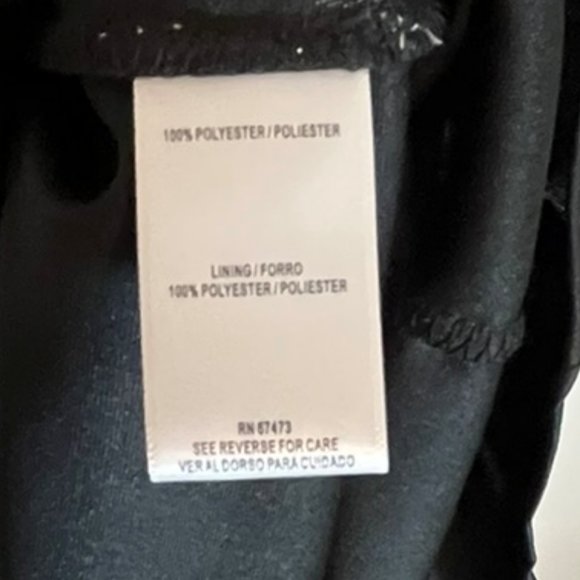 100% POLYESTER / POLIESTER
LINING / FORRO
100% POLYESTER / POLIESTER
RN 67473
SEE REVERSE FOR CARE
VER AL DORSO PARA CUIDADO